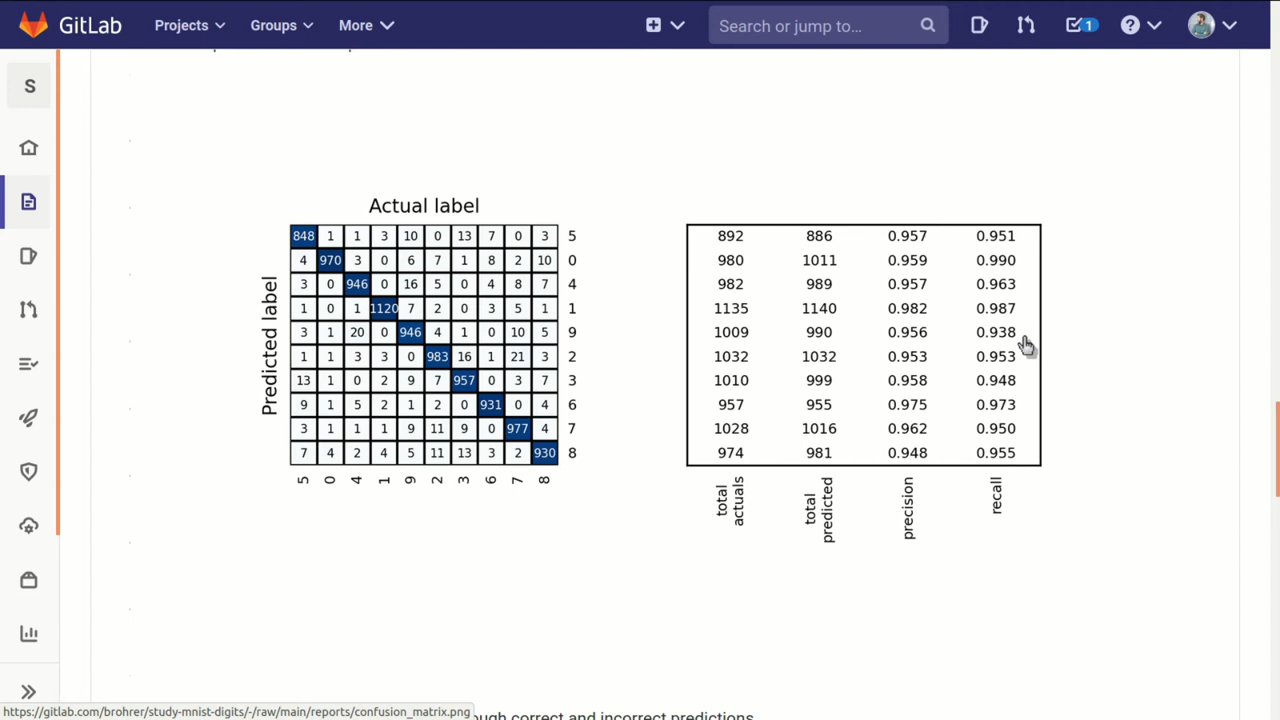 GitLab Projects Groups More Search or jump to... 1
S
Actual label
Predicted label
848 1 1 3 10 0 13 7 0 3 5
4 970 3 0 6 7 1 8 2 10 0
3 0 946 0 16 5 0 4 8 7 4
1 0 1 1120 7 2 0 3 5 1 1
3 1 20 0 946 4 1 0 10 5 9
1 1 3 3 0 983 16 1 21 3 2
13 1 0 2 9 7 957 0 3 7 3
9 1 5 2 1 2 0 931 0 4 6
3 1 1 1 9 11 9 0 977 4 7
7 4 2 4 5 11 13 3 2 930 8
5 0 4 1 9 2 3 6 7 8
892 886 0.957 0.951
980 1011 0.959 0.990
982 989 0.957 0.963
1135 1140 0.982 0.987
1009 990 0.956 0.938
1032 1032 0.953 0.953
1010 999 0.958 0.948
957 955 0.975 0.973
1028 1016 0.962 0.950
974 981 0.948 0.955
total actuals
total predicted
precision
recall
https://gitlab.com/brohrer/study-mnist-digits/-/raw/main/reports/confusion_matrix.png
correct and incorrect predictions